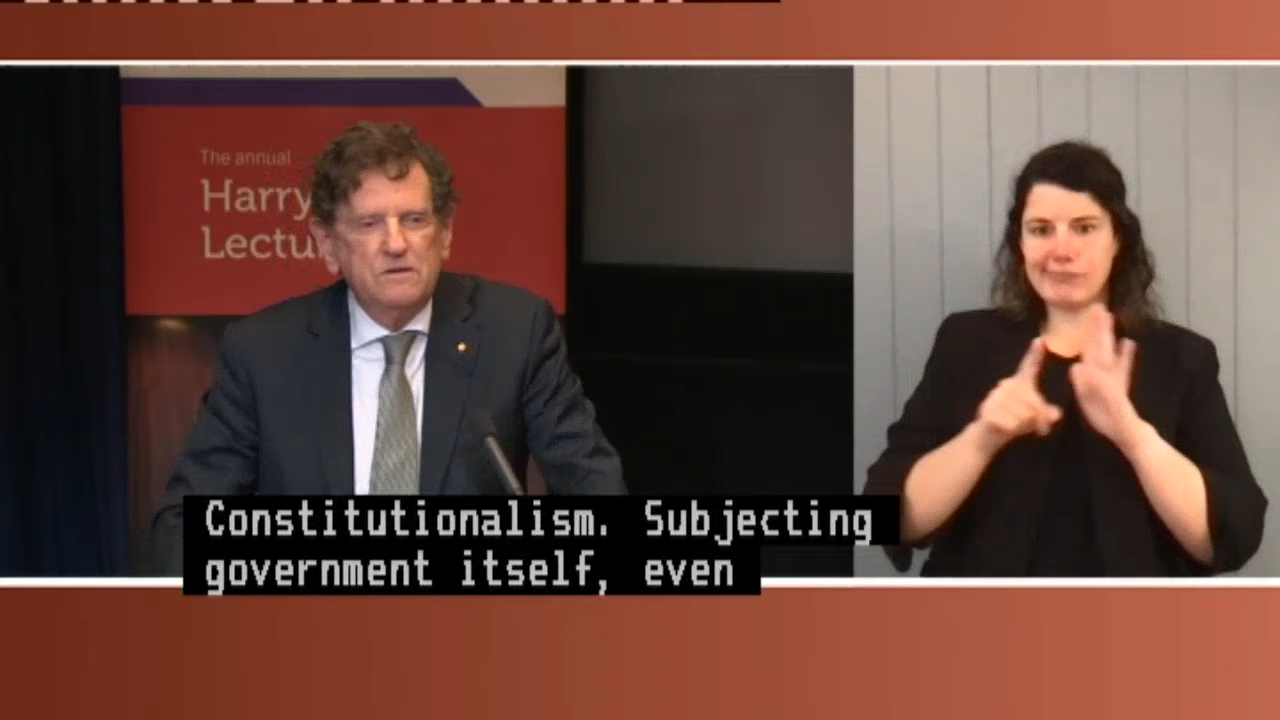 The annual
Harry
Lectu
Constitutionalism. Subjecting
government itself, even